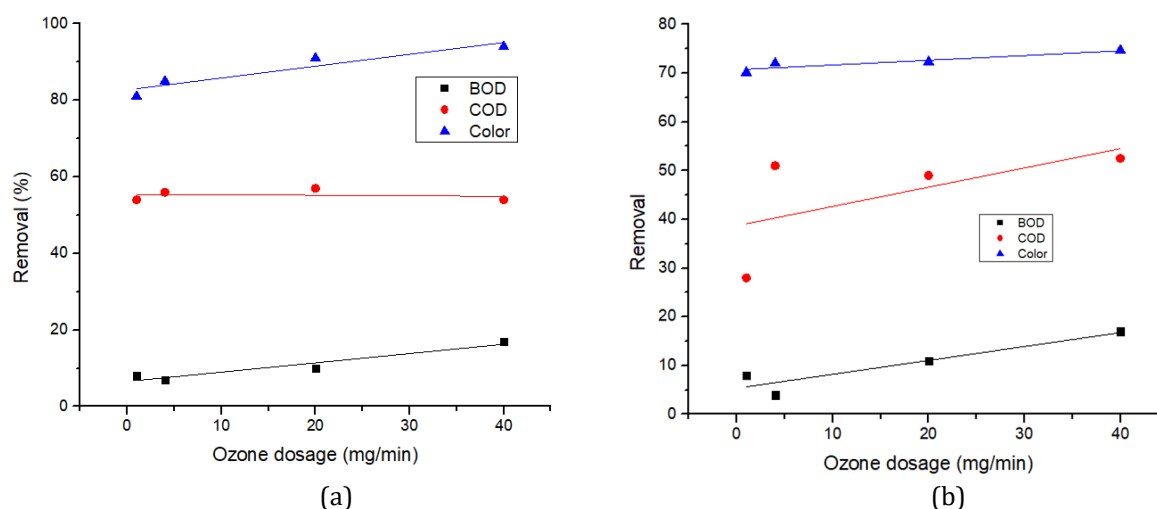 100
80
60
40
20
0
Removal (%)
BOD
COD
Color
0 10 20 30 40
Ozone dosage (mg/min)
(a)
80
70
60
50
40
30
20
10
0
Removal
BOD
COD
Color
0 10 20 30 40
Ozone dosage (mg/min)
(b)